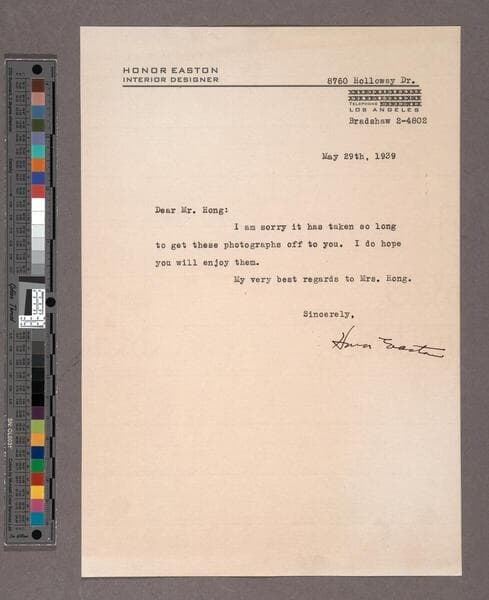 HONOR EASTON
INTERIOR DESIGNER
8760 Holloway Dr.
TELEPHONE
LOS ANGELES
Bradshaw 2-4802
May 29th, 1939
Dear Mr. Hong:
I am sorry it has taken so long
to get these photographs off to you. I do hope
you will enjoy them.
My very best regards to Mrs. Hong.
Sincerely,
Honor Easton